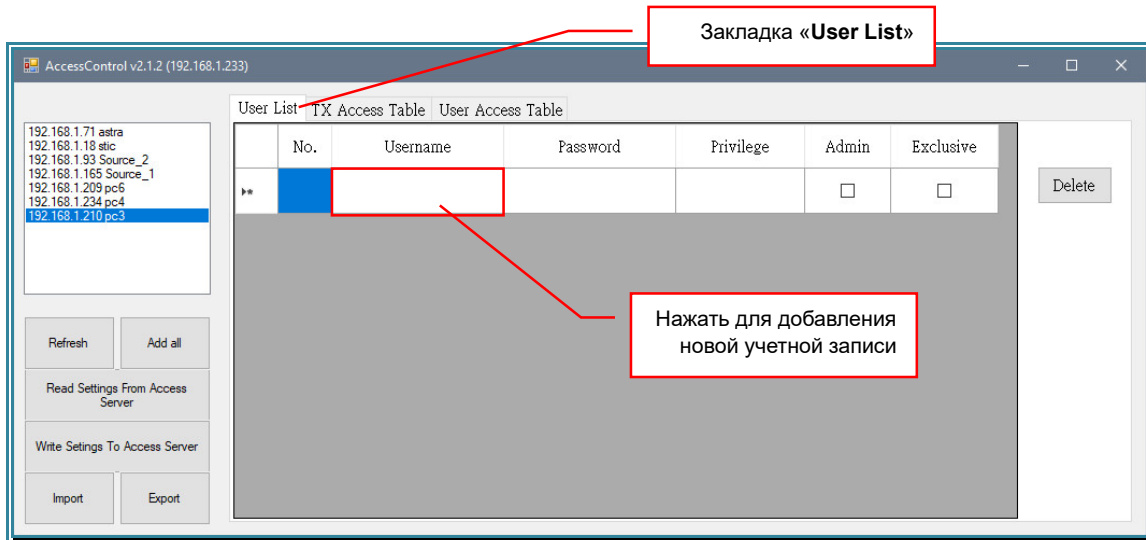 Закладка «User List»
AccessControl v2.1.2 (192.168.1.233)
User List TX Access Table User Access Table
192.168.1.71 astra
192.168.1.18 stic
192.168.1.93 Source_2
192.168.1.165 Source_1
192.168.1.209 pc6
192.168.1.234 pc4
192.168.1.210 pc3
No. Username Password Privilege Admin Exclusive
Delete
Нажать для добавления
новой учетной записи
Refresh Add all
Read Settings From Access
Server
Write Setings To Access Server
Import Export